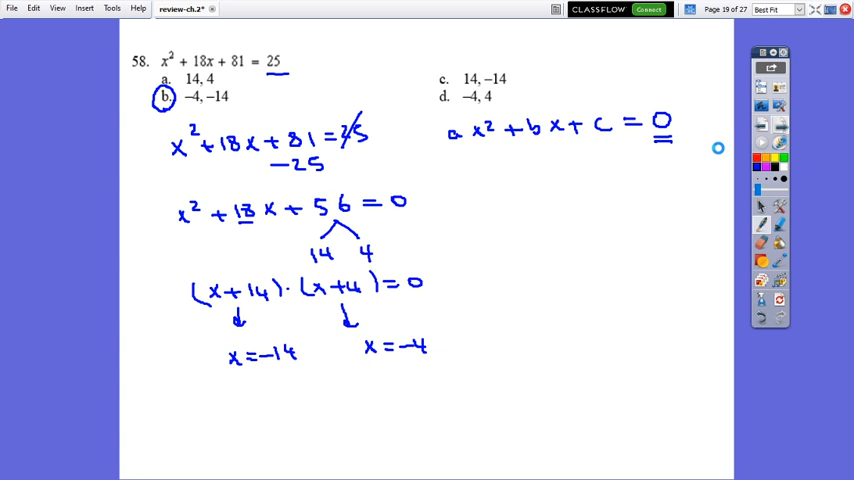 File Edit View Insert Tools Help review-ch.2* CLASSFLOW Connect Page 19 of 27 Best Fit
58. x² + 18x + 81 = 25
a. 14, 4 c. 14, –14
b. –4, –14 d. –4, 4
x² + 18x + 81 = 25 ax² + bx + c = 0
-25
x² + 18x + 56 = 0
14 4
(x + 14) · (x + 4) = 0
x = -14 x = -4